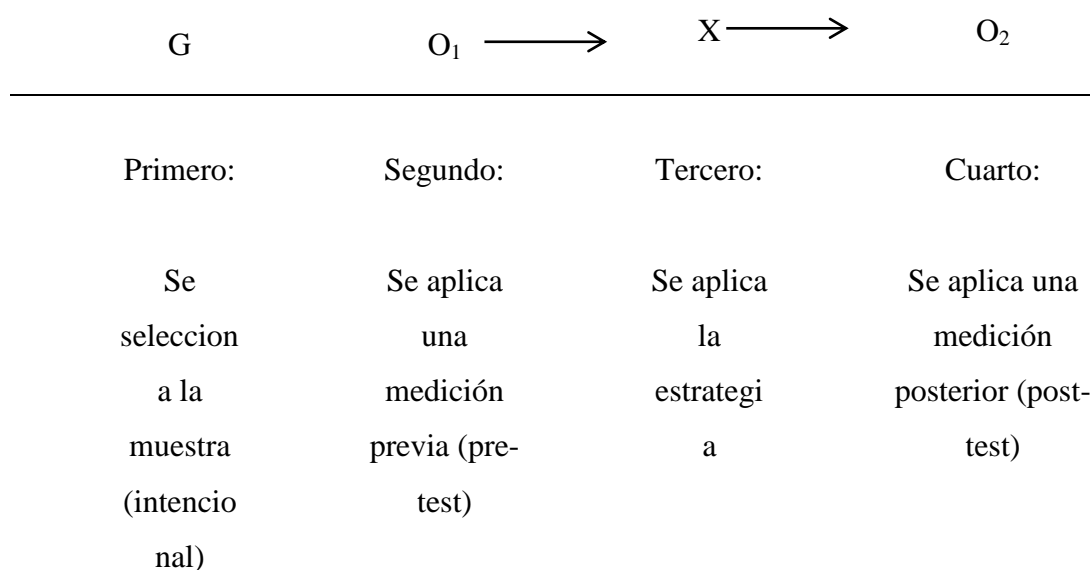 G O₁ X O₂
Primero: Segundo: Tercero: Cuarto:
Se Se aplica Se aplica Se aplica una
seleccion una la medición
a la medición estrategi posterior (post-
muestra previa (pre- a test)
(intencio test)
nal)